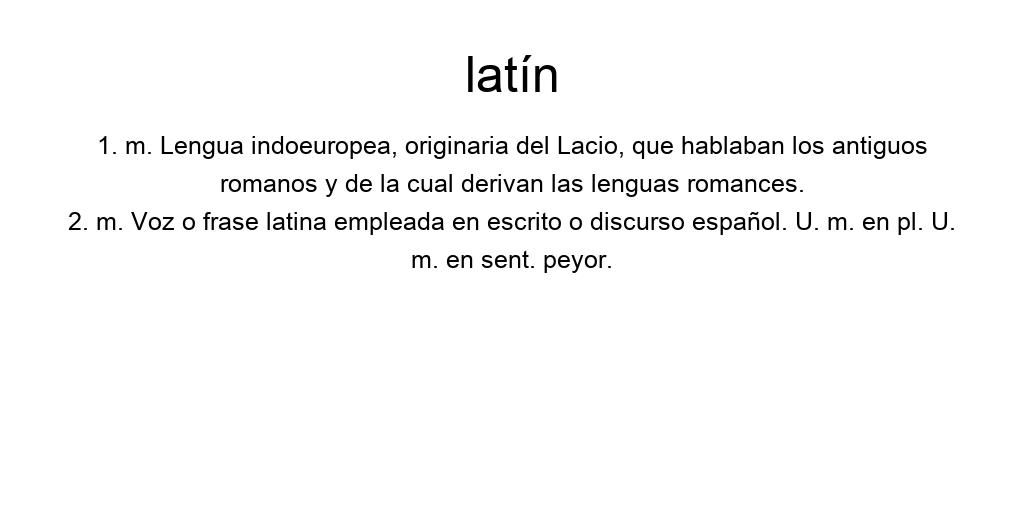 latín
1. m. Lengua indoeuropea, originaria del Lacio, que hablaban los antiguos
romanos y de la cual derivan las lenguas romances.
2. m. Voz o frase latina empleada en escrito o discurso español. U. m. en pl. U.
m. en sent. peyor.